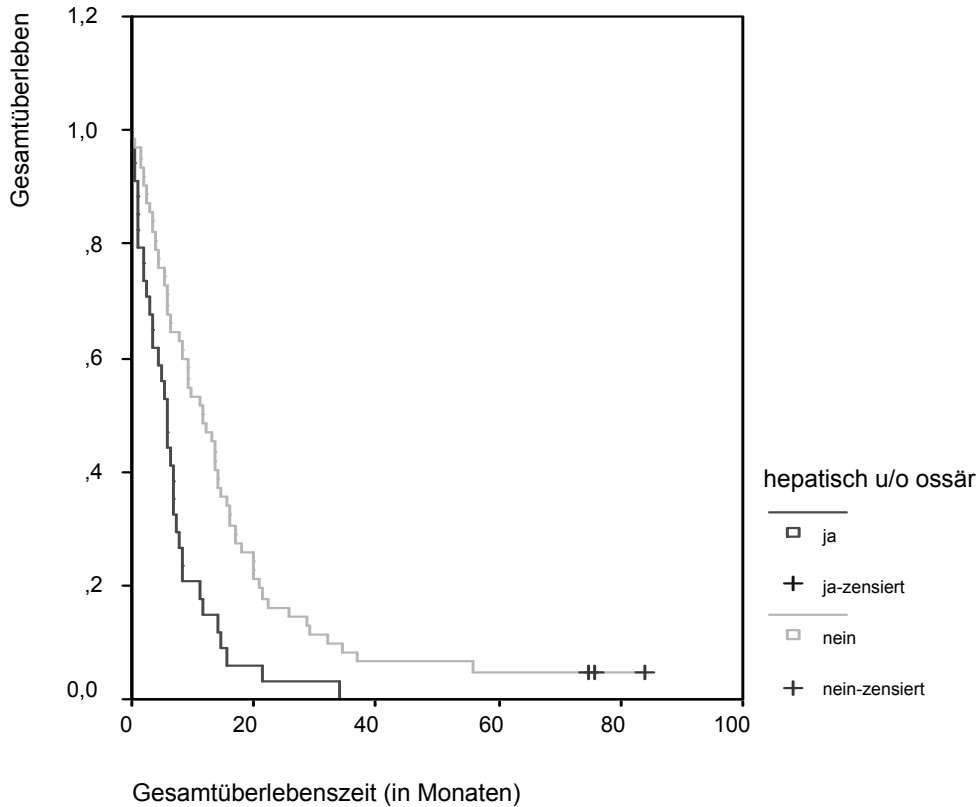 Gesamtüberleben
1,2
1,0
,8
,6
,4
,2
0,0
0 20 40 60 80 100
Gesamtüberlebenszeit (in Monaten)
hepatisch u/o ossär
ja
ja-zensiert
nein
nein-zensiert